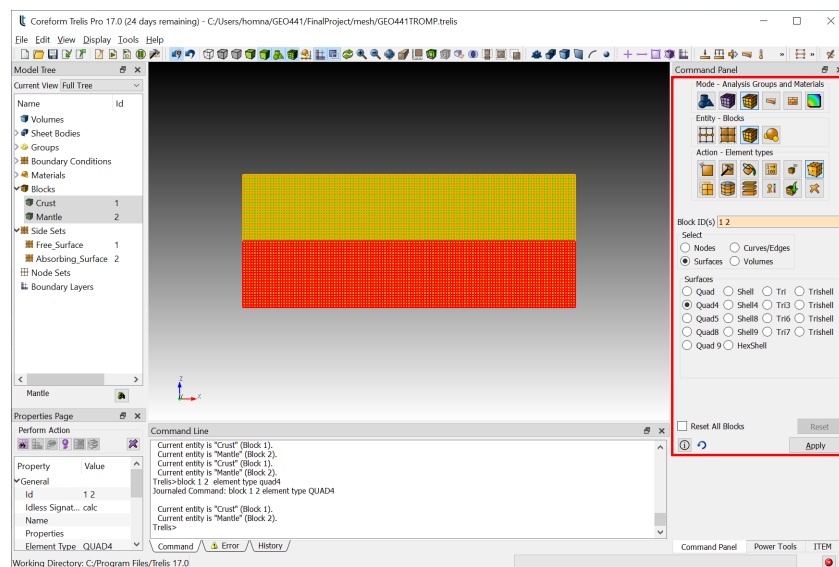 Coreform Trelis Pro 17.0 (24 days remaining) - C:/Users/homna/GEO441/FinalProject/mesh/GEO441TROMP.trelis
File Edit View Display Tools Help
Model Tree
Current View Full Tree
Name Id
Volumes
Sheet Bodies
Groups
Boundary Conditions
Materials
Blocks
Crust 1
Mantle 2
Side Sets
Free_Surface 1
Absorbing_Surface 2
Node Sets
Boundary Layers
Mantle
Properties Page
Perform Action
Property Value
General
Id 1 2
Idless Signat... calc
Name
Properties
Element Type QUAD4
Z
Y X
Command Line
Current entity is "Crust" (Block 1).
Current entity is "Mantle" (Block 2).
Current entity is "Crust" (Block 1).
Current entity is "Mantle" (Block 2).
Trelis>block 1 2 element type quad4
Journaled Command: block 1 2 element type QUAD4
Current entity is "Crust" (Block 1).
Current entity is "Mantle" (Block 2).
Trelis>
Command Error History
Command Panel
Mode - Analysis Groups and Materials
Entity - Blocks
Action - Element types
Block ID(s) 1 2
Select
Nodes Curves/Edges
Surfaces Volumes
Surfaces
Quad Shell Tri Trishell
Quad4 Shell4 Tri3 Trishell
Quad5 Shell8 Tri6 Trishell
Quad8 Shell9 Tri7 Trishell
Quad 9 HexShell
Reset All Blocks Reset
Apply
Command Panel Power Tools ITEM
Working Directory: C:/Program Files/Trelis 17.0